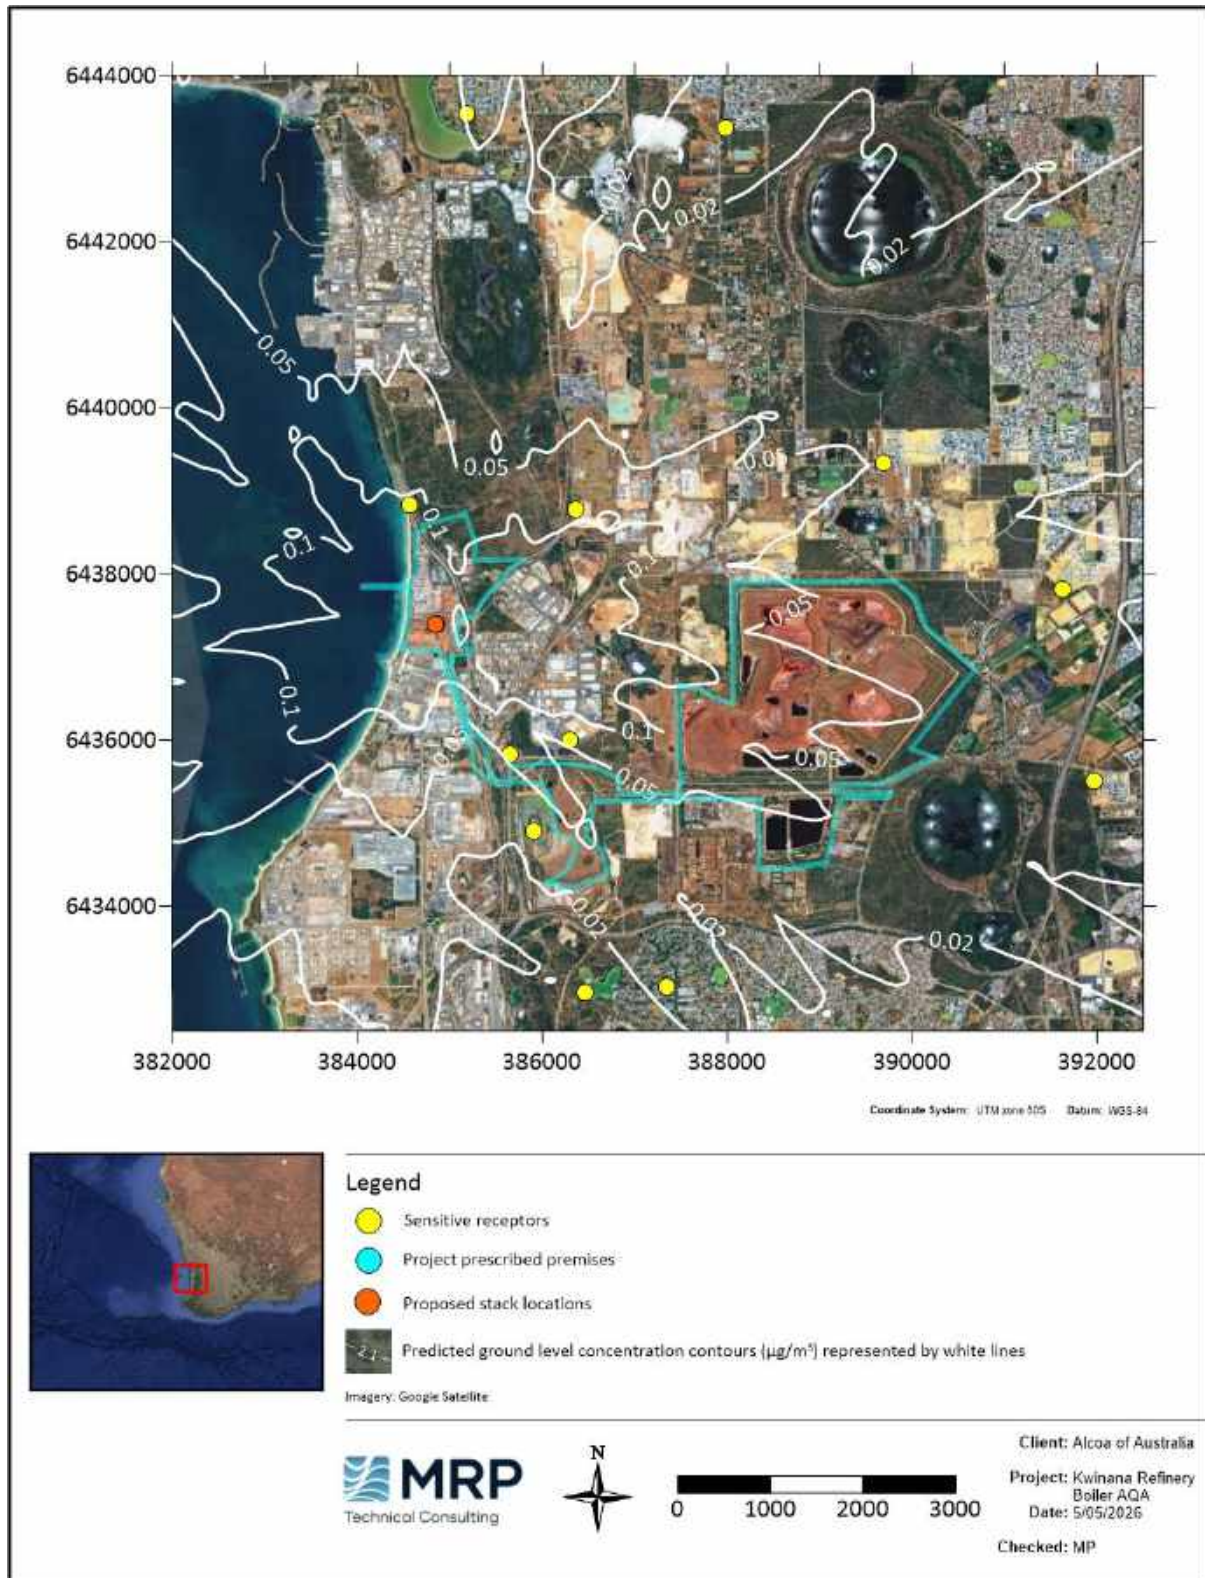 6444000
6442000
6440000
6438000
6436000
6434000
0.02
0.02
0.02
0.05
0.05
0.05
0.1
0.1
0.1
0.05
0.1
0.1
0.05
0.05
0.05
0.02
0.02
0.02
382000
384000
386000
388000
390000
392000
Coordinate System: UTM zone 50S Datum: WGS-84
Legend
Sensitive receptors
Project prescribed premises
Proposed stack locations
2.1
Predicted ground level concentration contours (µg/m³) represented by white lines
Imagery: Google Satellite
MRP
Technical Consulting
N
0 1000 2000 3000
Client: Alcoa of Australia
Project: Kwinana Refinery
Boiler AQA
Date: 5/05/2026
Checked: MP